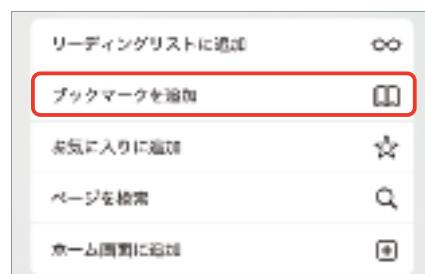 リーディングリストに追加
ブックマークを追加
お気に入りに追加
ページを検索
ホーム画面に追加